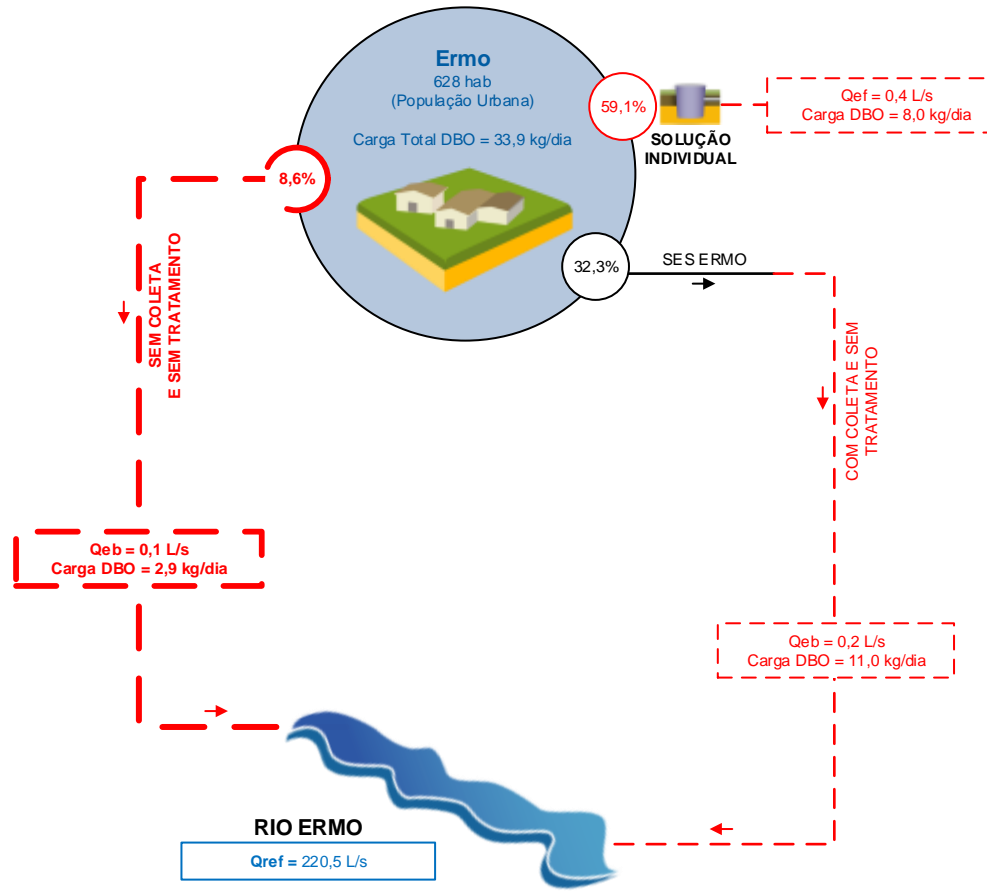 Ermo
628 hab
(População Urbana)
Carga Total DBO = 33,9 kg/dia
59,1%
SOLUÇÃO
INDIVIDUAL
Qef = 0,4 L/s
Carga DBO = 8,0 kg/dia
8,6%
32,3%
SES ERMO
SEM COLETA
E SEM TRATAMENTO
COM COLETA E SEM
TRATAMENTO
Qeb = 0,1 L/s
Carga DBO = 2,9 kg/dia
Qeb = 0,2 L/s
Carga DBO = 11,0 kg/dia
RIO ERMO
Qref = 220,5 L/s